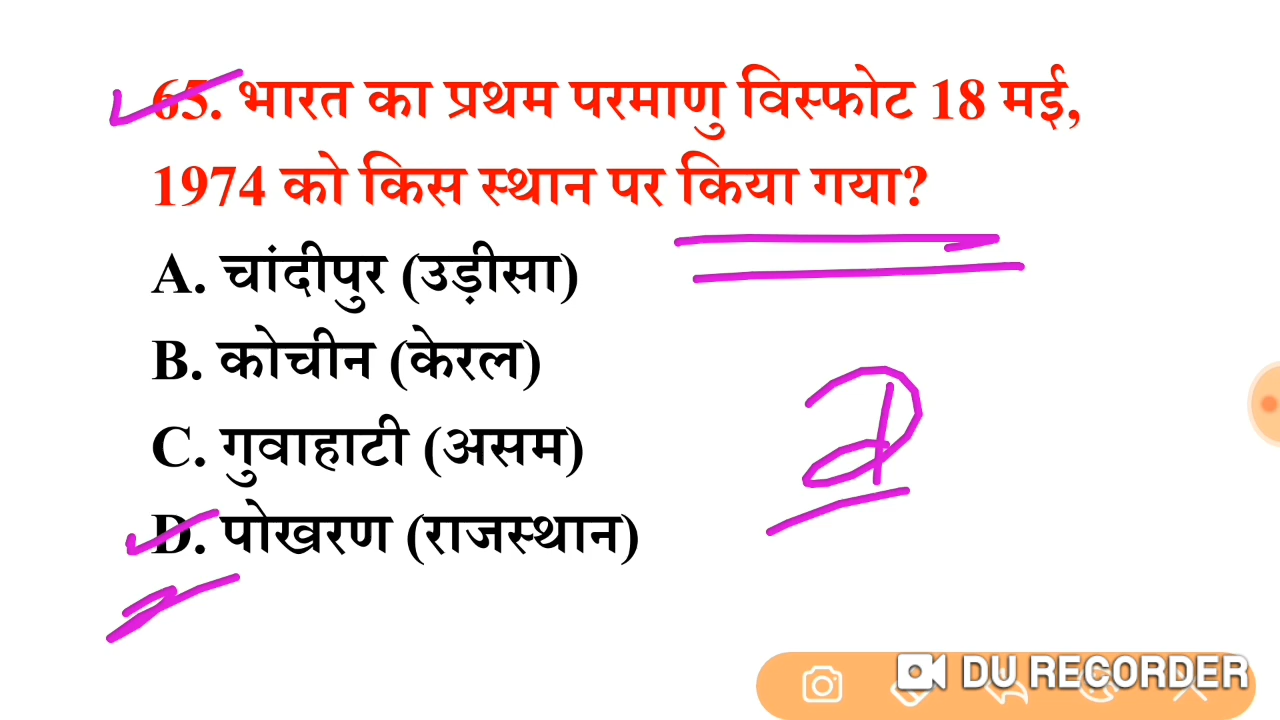 65. भारत का प्रथम परमाणु विस्फोट 18 मई,
1974 को किस स्थान पर किया गया?
A. चांदीपुर (उड़ीसा)
B. कोचीन (केरल)
C. गुवाहाटी (असम)
D. पोखरण (राजस्थान)
DU RECORDER